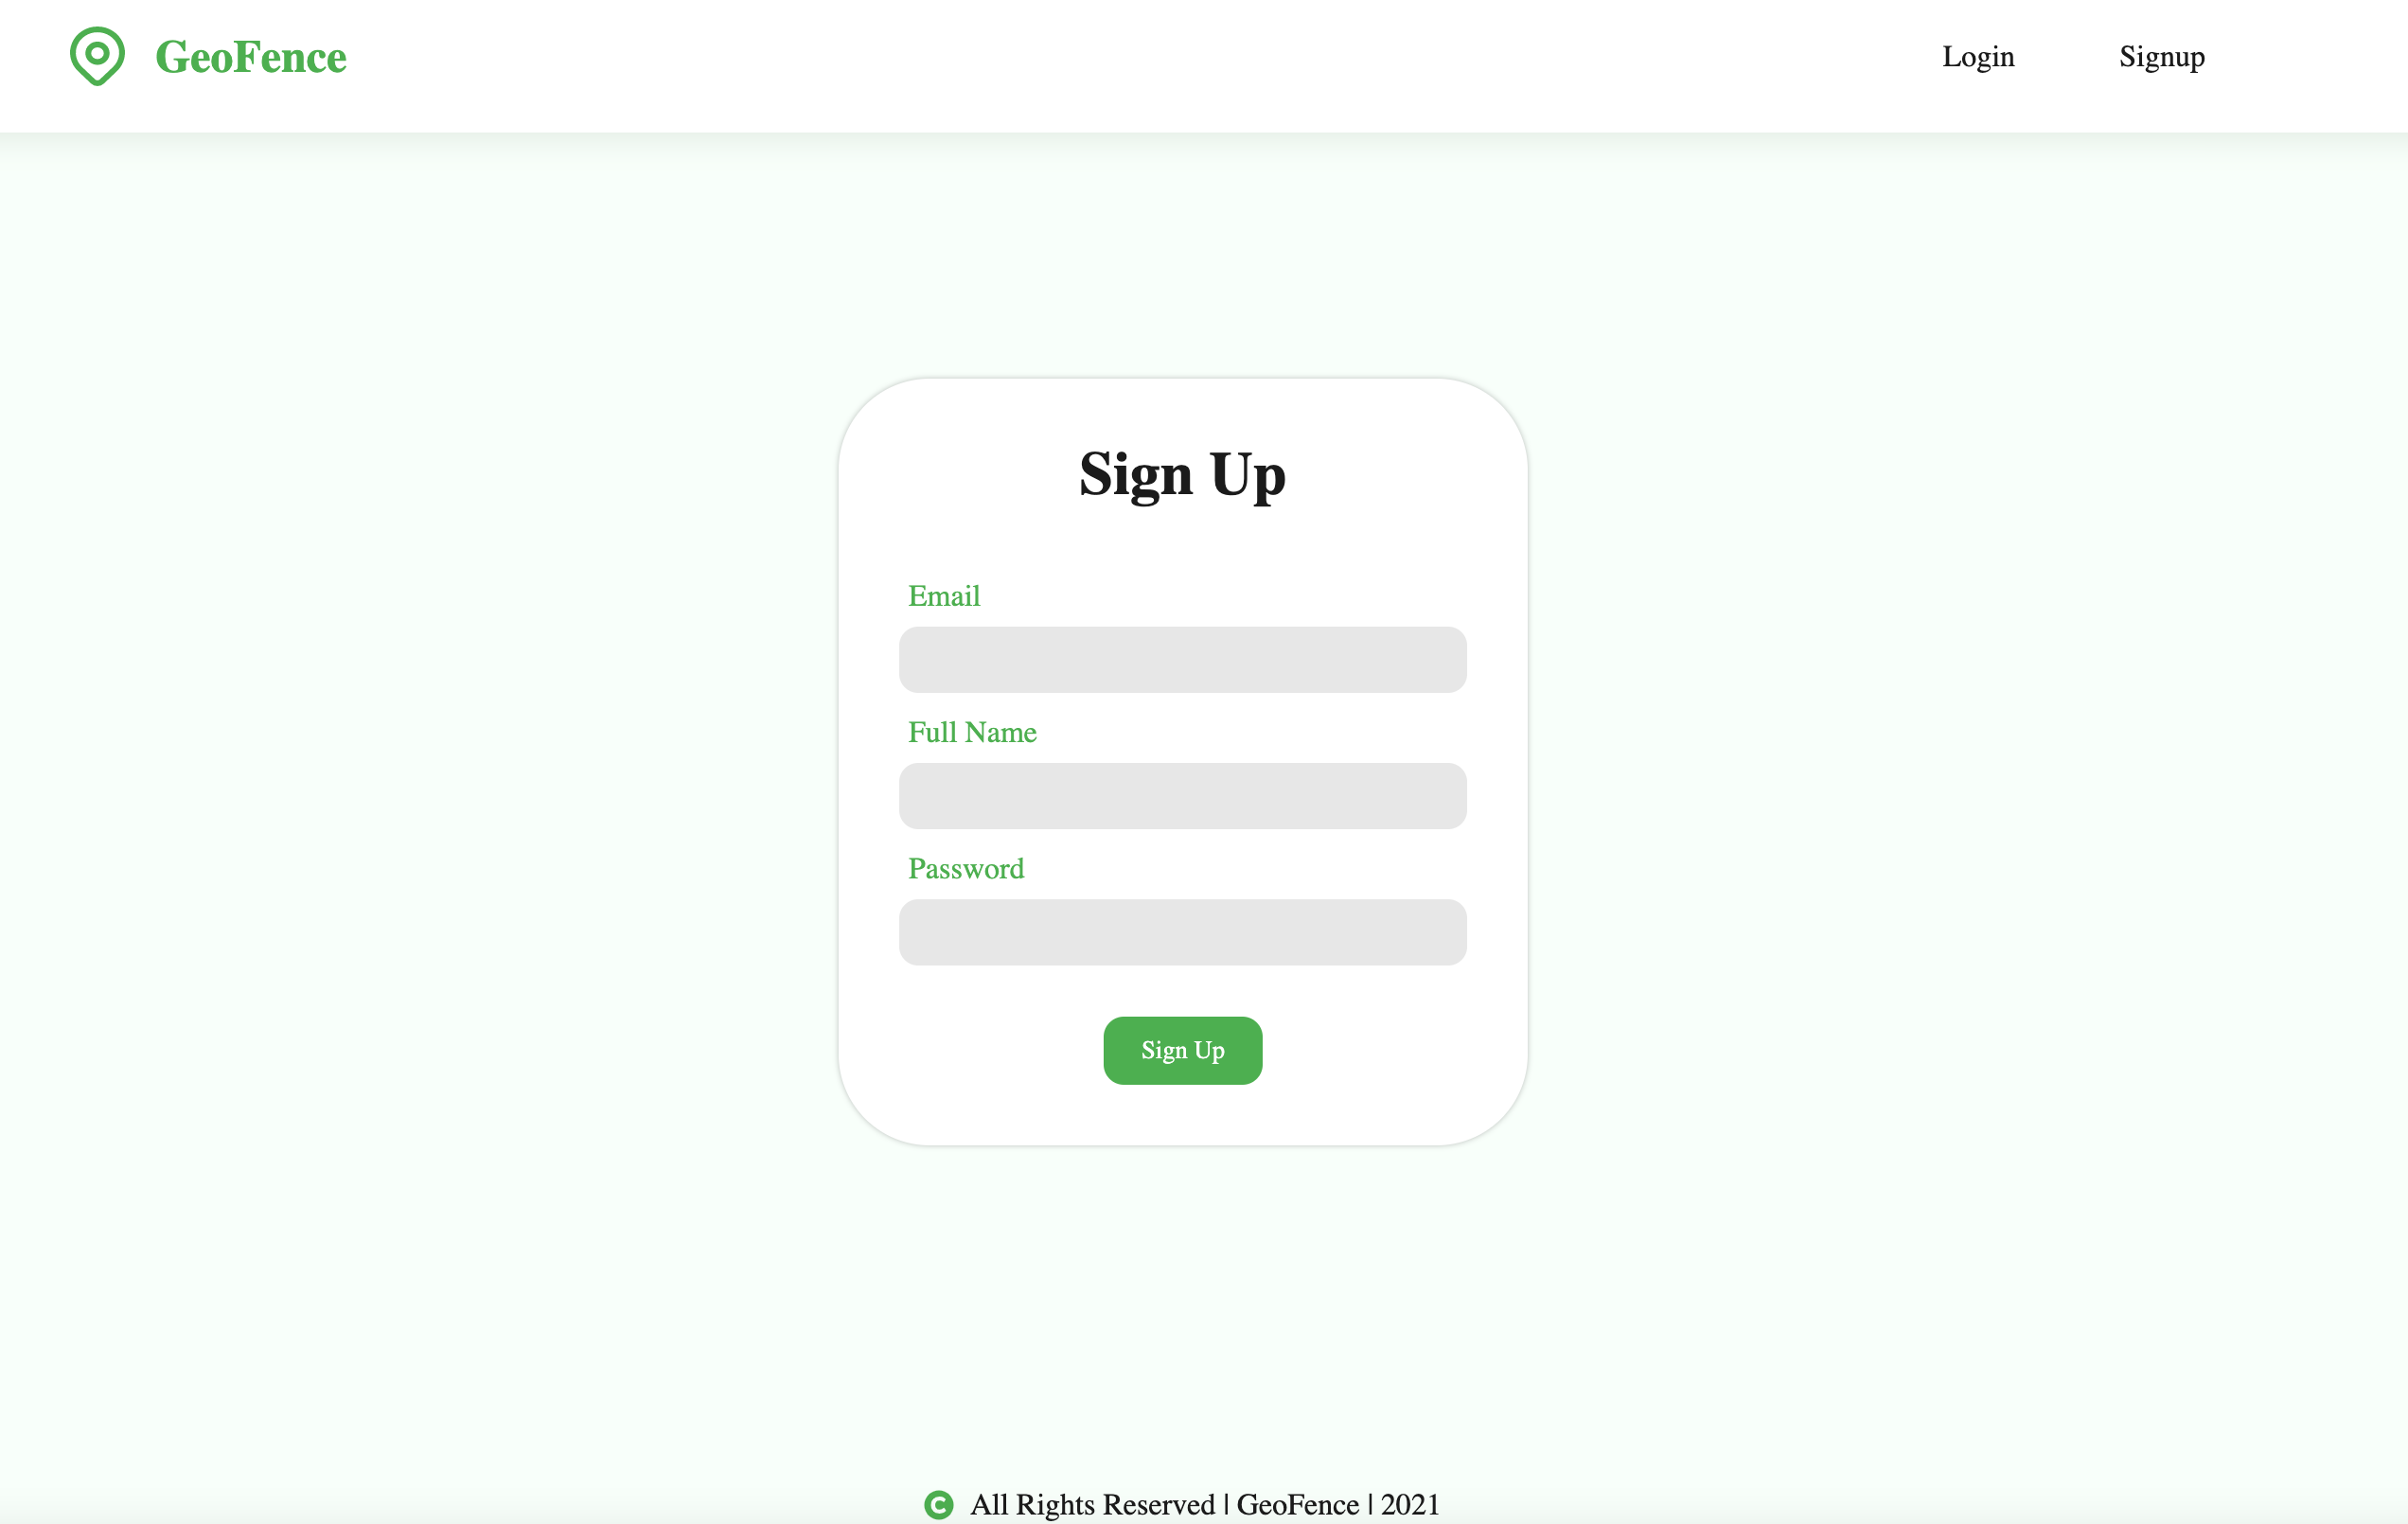 GeoFence
Login
Signup
Sign Up
Email
Full Name
Password
Sign Up
© All Rights Reserved | GeoFence | 2021